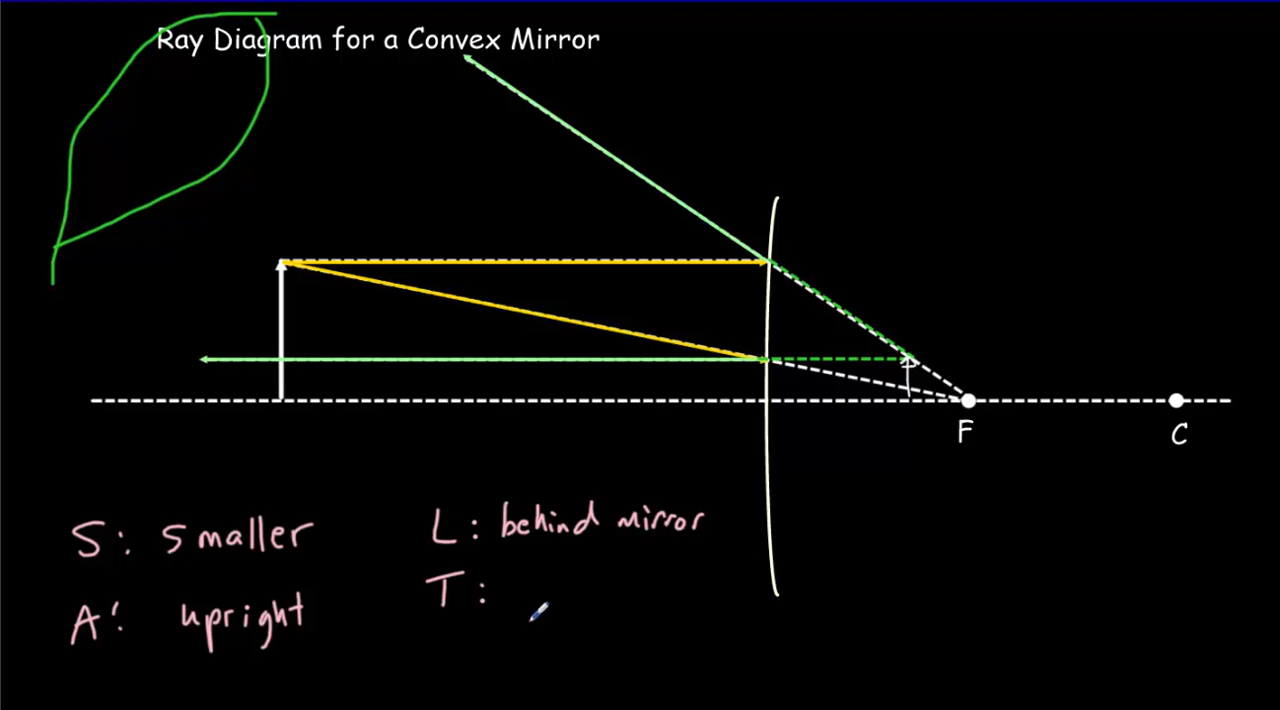 Ray Diagram for a Convex Mirror
F
C
S: smaller
L: behind mirror
T:
A: upright